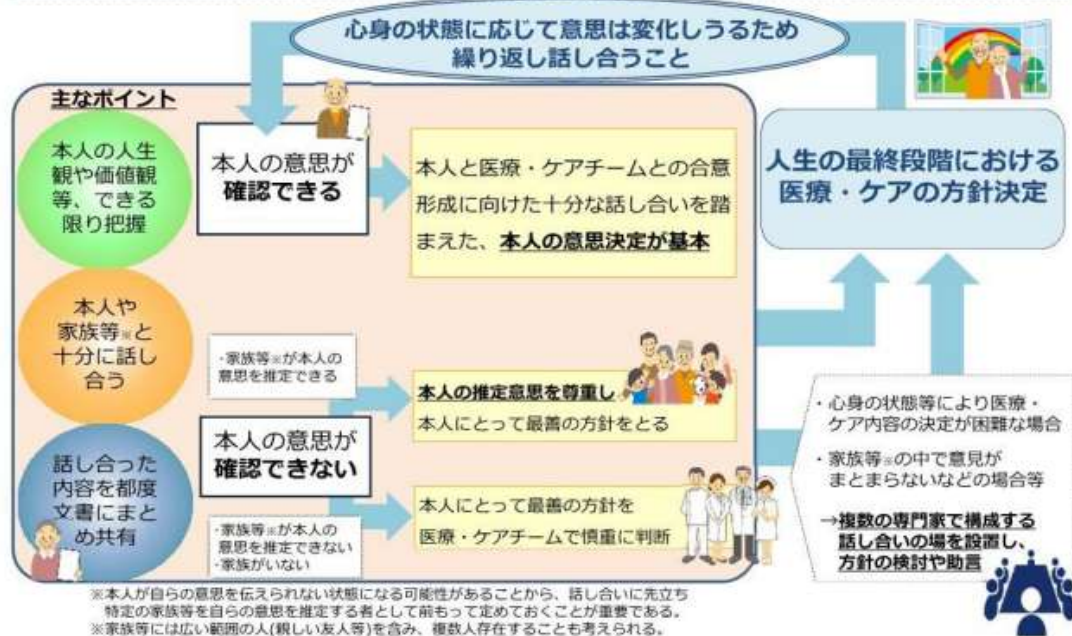 心身の状態に応じて意思は変化しうるため
繰り返し話し合うこと
主なポイント
本人の人生
観や価値観
等、できる
限り把握
本人や
家族等※と
十分に話し
合う
話し合った
内容を都度
文書にまと
め共有
本人の意思が
確認できる
本人と医療・ケアチームとの合意
形成に向けた十分な話し合いを踏
まえた、本人の意思決定が基本
・家族等※が本人の
意思を推定できる
本人の意思が
確認できない
・家族等※が本人の
意思を推定できない
・家族がいない
本人の推定意思を尊重し
本人にとって最善の方針をとる
本人にとって最善の方針を
医療・ケアチームで慎重に判断
人生の最終段階における
医療・ケアの方針決定
・心身の状態等により医療・
ケア内容の決定が困難な場合
・家族等※の中で意見が
まとまらないなどの場合等
→複数の専門家で構成する
話し合いの場を設置し、
方針の検討や助言
※本人が自らの意思を伝えられない状態になる可能性があることから、話し合いに先立ち
特定の家族等を自らの意思を推定する者として前もって定めておくことが重要である。
※家族等には広い範囲の人(親しい友人等)を含み、複数人存在することも考えられる。